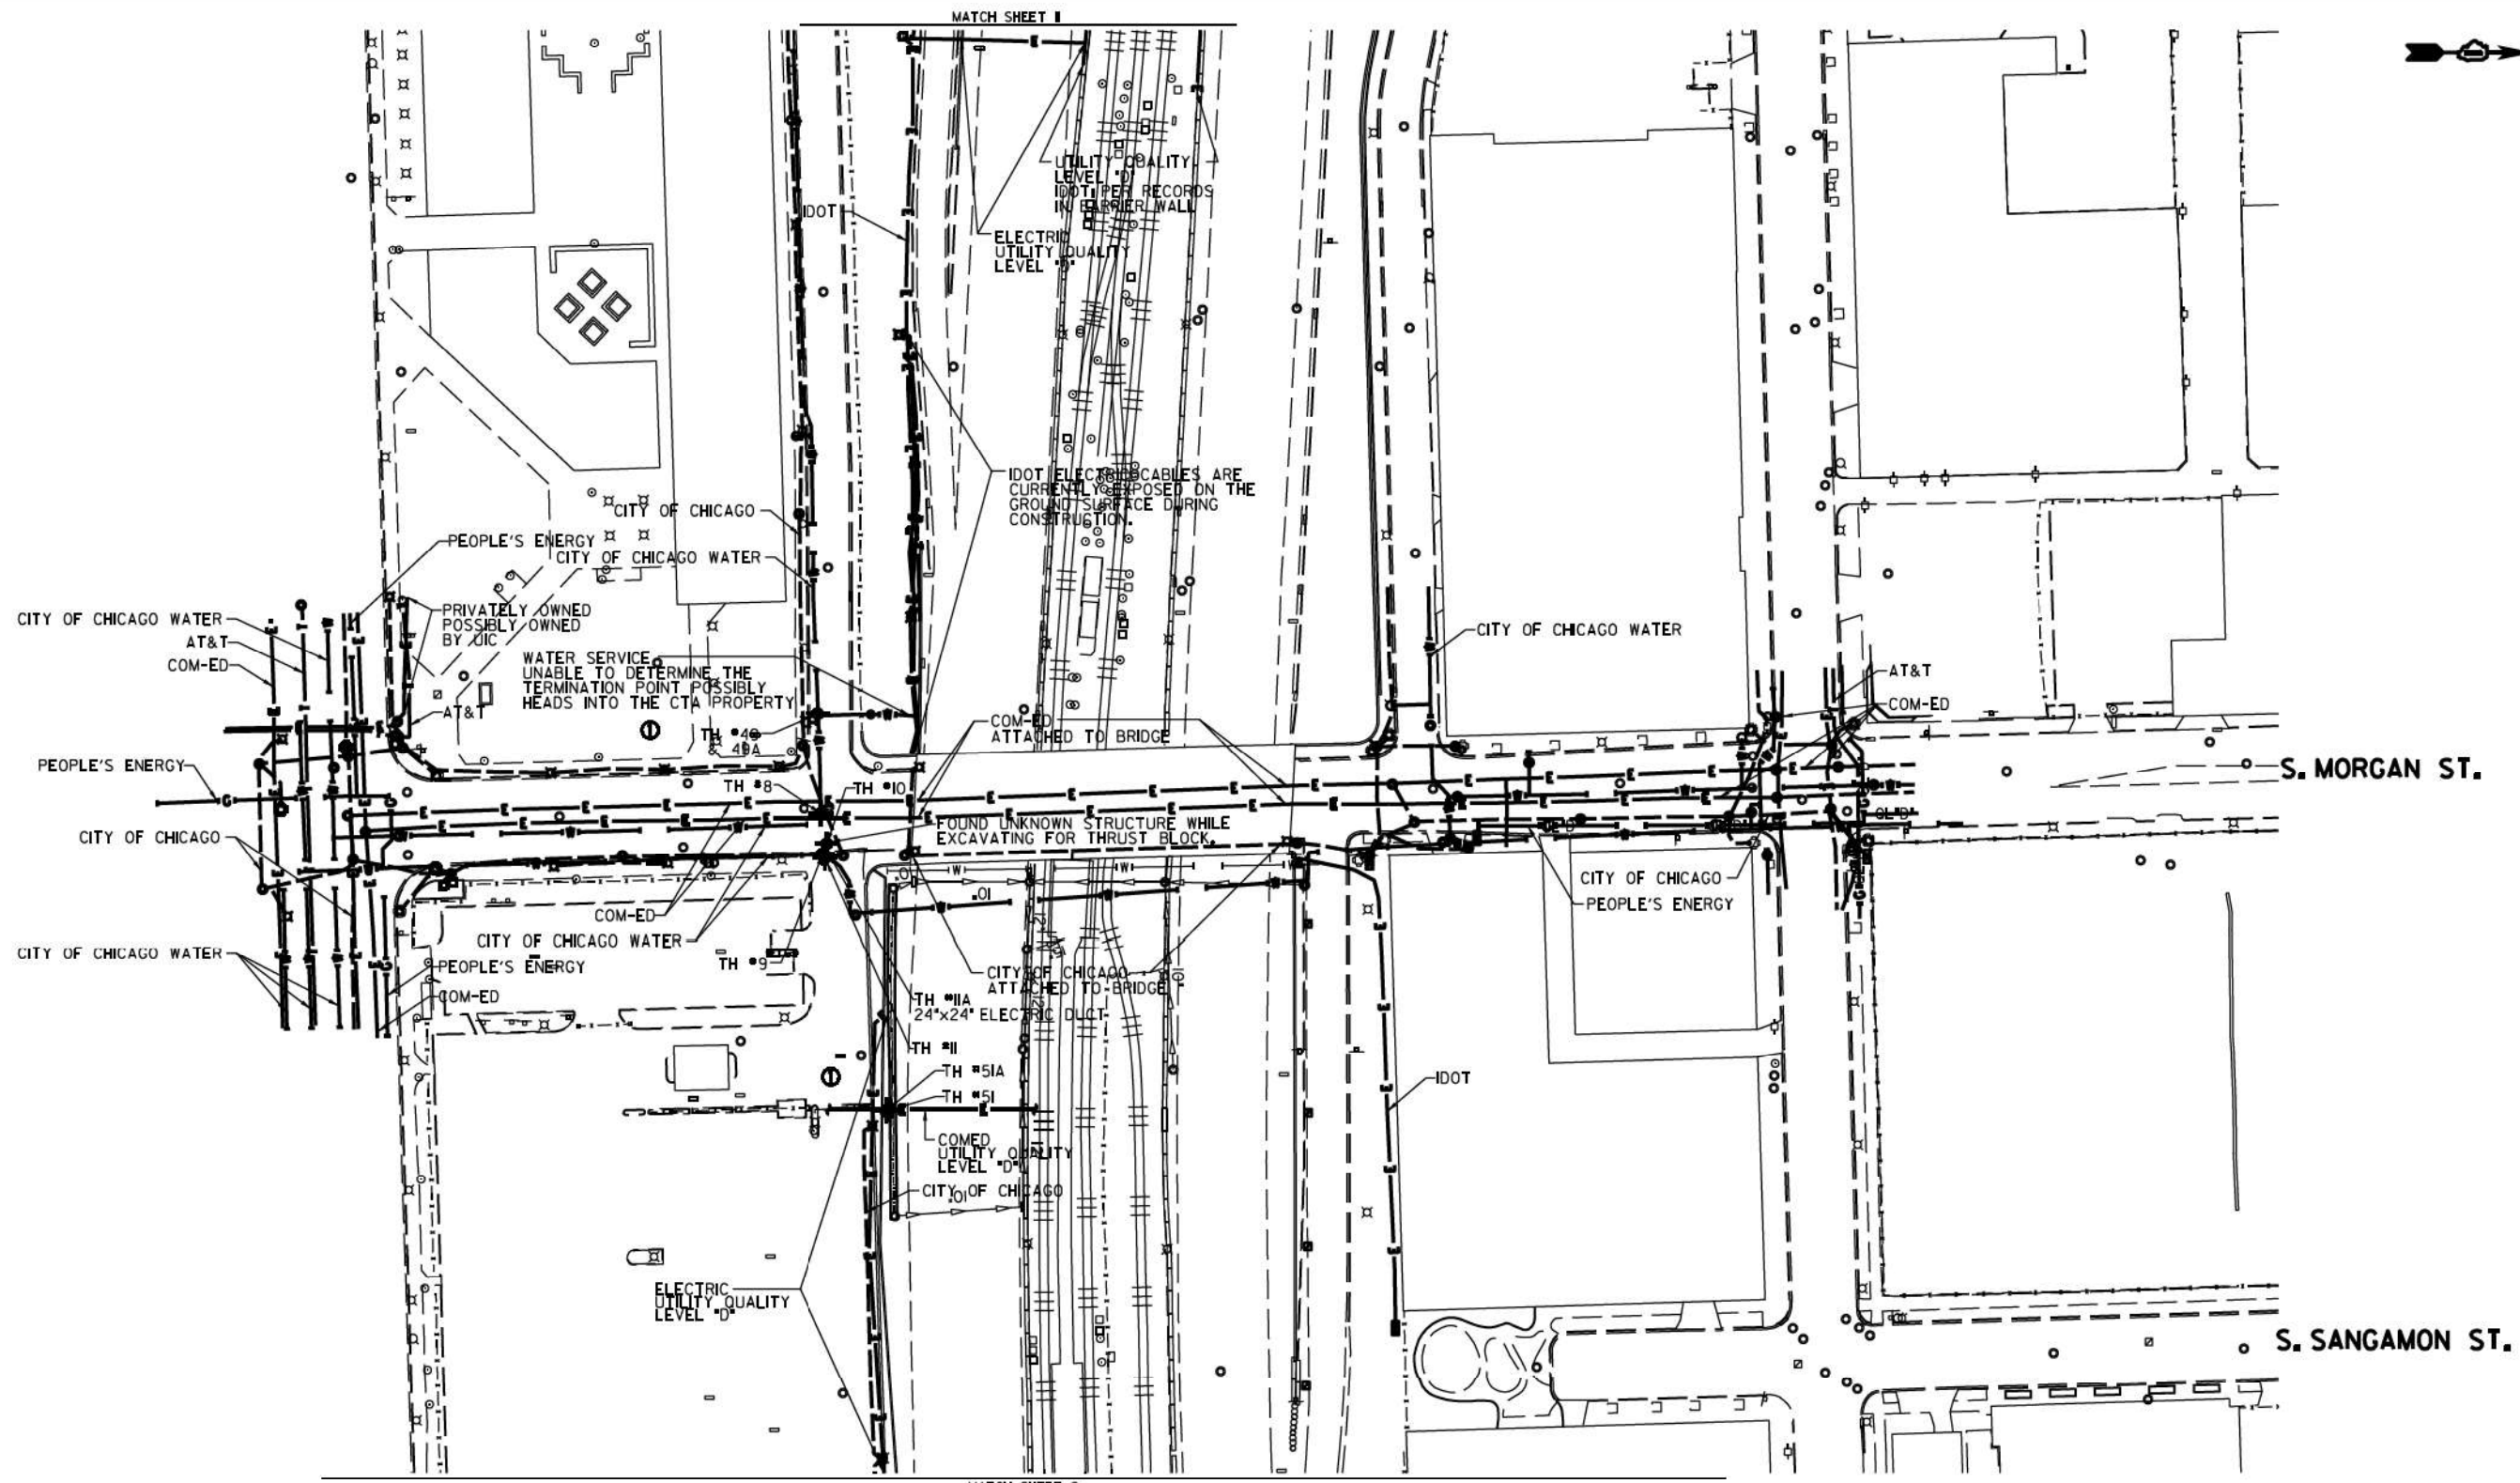 MATCH SHEET 11
UTILITY QUALITY
LEVEL "D"
IDOT PER RECORDS
IN BARRIER WALL
IDOT
ELECTRIC
UTILITY QUALITY
LEVEL "D"
IDOT ELECTRIC CABLES ARE
CURRENTLY EXPOSED ON THE
GROUND SURFACE DURING
CONSTRUCTION.
CITY OF CHICAGO
PEOPLE'S ENERGY
CITY OF CHICAGO WATER
CITY OF CHICAGO WATER
AT&T
COM-ED
PRIVATELY OWNED
POSSIBLY OWNED
BY UIC
WATER SERVICE
UNABLE TO DETERMINE THE
TERMINATION POINT POSSIBLY
HEADS INTO THE CTA PROPERTY
CITY OF CHICAGO WATER
AT&T
COM-ED
AT&T
1
TH #49
& 49A
COM-ED
ATTACHED TO BRIDGE
PEOPLE'S ENERGY
G
TH #8
TH #10
S. MORGAN ST.
FOUND UNKNOWN STRUCTURE WHILE
EXCAVATING FOR THRUST BLOCK.
CITY OF CHICAGO
QL"D"
CITY OF CHICAGO
PEOPLE'S ENERGY
COM-ED
CITY OF CHICAGO WATER
CITY OF CHICAGO WATER
PEOPLE'S ENERGY
COM-ED
TH #9
CITY OF CHICAGO
ATTACHED TO BRIDGE
TH #11A
24"x24" ELECTRIC DUCT
TH #11
1
TH #51A
TH #51
IDOT
COMED
UTILITY QUALITY
LEVEL "D"
CITY OF CHICAGO
ELECTRIC
UTILITY QUALITY
LEVEL "D"
S. SANGAMON ST.